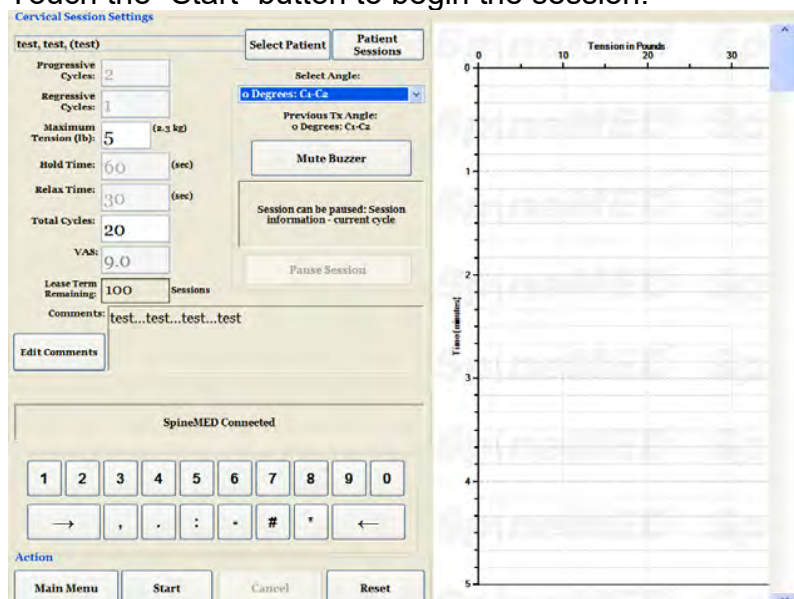 Touch the "Start" button to begin the session.
Cervical Session Settings
test, test, (test)
Select Patient
Patient
Sessions
Progressive
Cycles:
2
Regressive
Cycles:
1
Maximum
Tension (lb):
5
(2.3 kg)
Hold Time:
60
(sec)
Relax Time:
30
(sec)
Total Cycles:
20
VAS:
9.0
Lease Term
Remaining:
100
Sessions
Select Angle:
0 Degrees: C1-C2
Previous Tx Angle:
0 Degrees: C1-C2
Mute Buzzer
Session can be paused: Session
information - current cycle
Pause Session
Comments:
test...test...test...test
Edit Comments
SpineMED Connected
1 2 3 4 5 6 7 8 9 0
→ , . : - # * ←
Action
Main Menu
Start
Cancel
Reset
Tension in Pounds
0 10 20 30
Time (minutes)
0
1
2
3
4
5